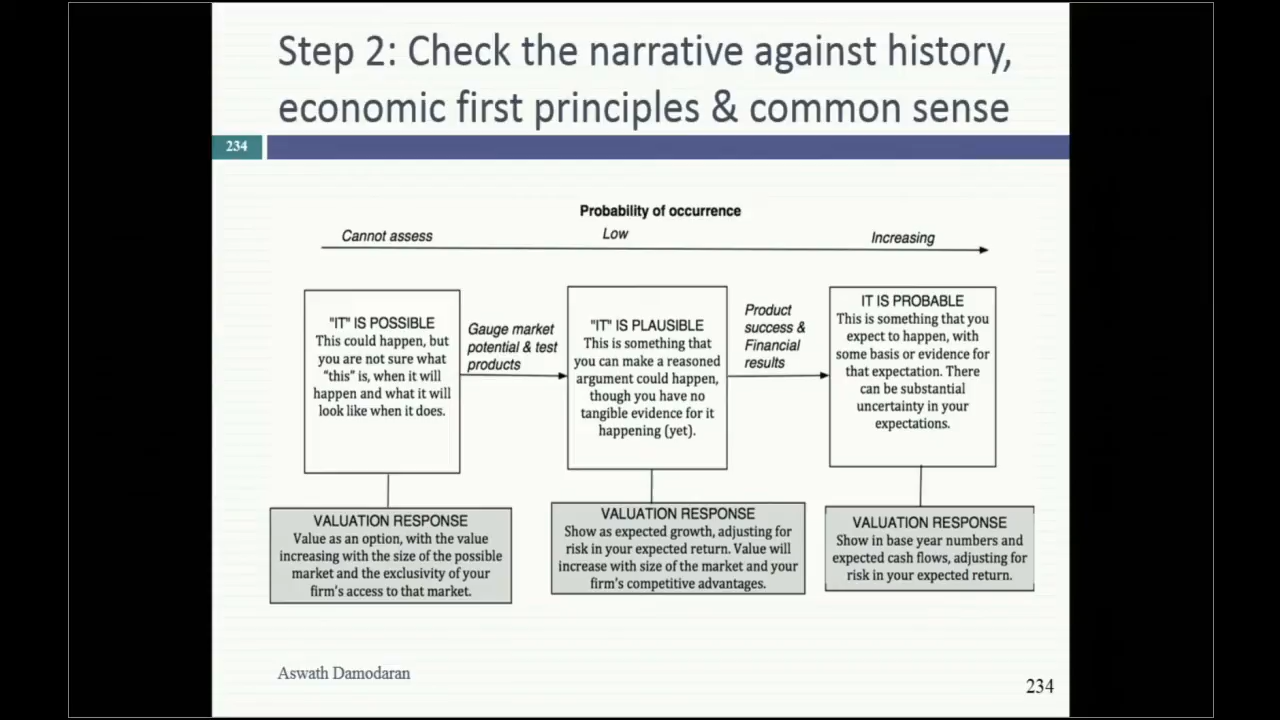 Step 2: Check the narrative against history,
economic first principles & common sense
234
Probability of occurrence
Cannot assess
Low
Increasing
"IT" IS POSSIBLE
This could happen, but
you are not sure what
"this" is, when it will
happen and what it will
look like when it does.
Gauge market
potential & test
products
"IT" IS PLAUSIBLE
This is something that
you can make a reasoned
argument could happen,
though you have no
tangible evidence for it
happening (yet).
Product
success &
Financial
results
IT IS PROBABLE
This is something that you
expect to happen, with
some basis or evidence for
that expectation. There
can be substantial
uncertainty in your
expectations.
VALUATION RESPONSE
Value as an option, with the value
increasing with the size of the possible
market and the exclusivity of your
firm's access to that market.
VALUATION RESPONSE
Show as expected growth, adjusting for
risk in your expected return. Value will
increase with size of the market and your
firm's competitive advantages.
VALUATION RESPONSE
Show in base year numbers and
expected cash flows, adjusting for
risk in your expected return.
Aswath Damodaran
234